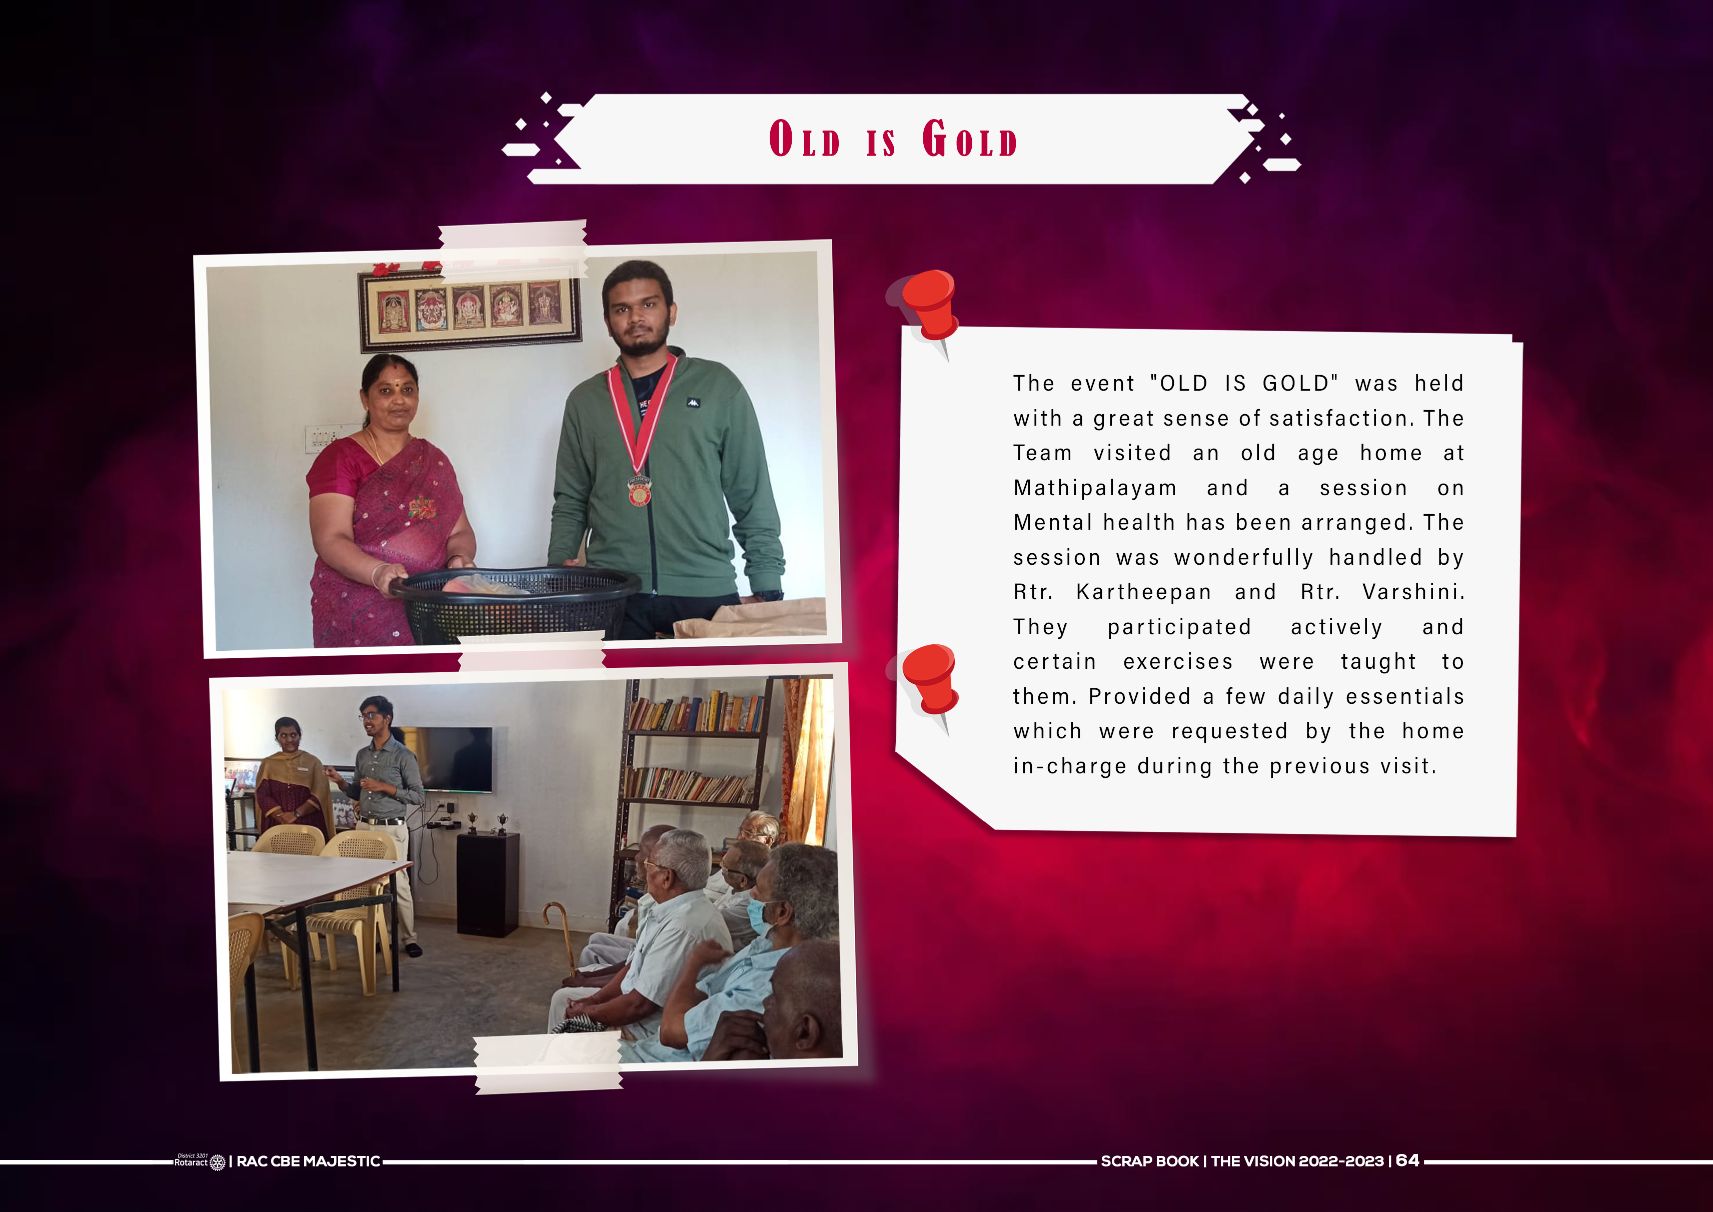 OLD IS GOLD
The event "OLD IS GOLD" was held
with a great sense of satisfaction. The
Team visited an old age home at
Mathipalayam and a session on
Mental health has been arranged. The
session was wonderfully handled by
Rtr. Kartheepan and Rtr. Varshini.
They participated actively and
certain exercises were taught to
them. Provided a few daily essentials
which were requested by the home
in-charge during the previous visit.
District 3201
Rotaract | RAC CBE MAJESTIC
SCRAP BOOK | THE VISION 2022-2023 | 64